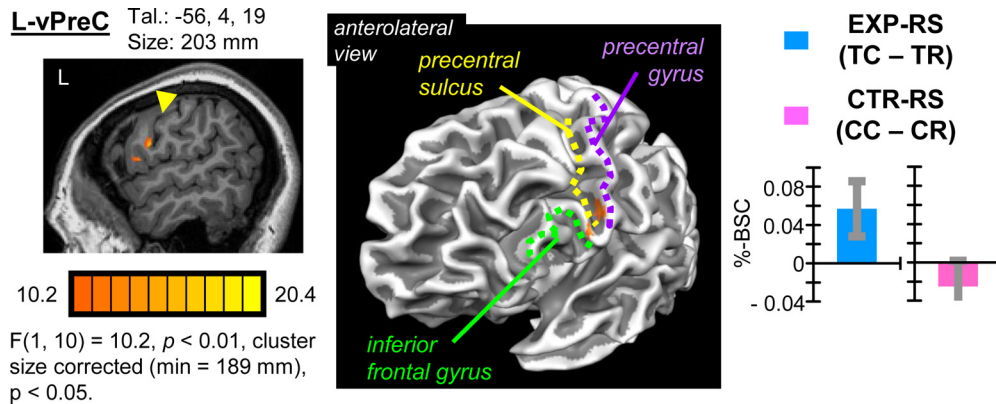 L-vPreC
Tal.: -56, 4, 19
Size: 203 mm
L
10.2
20.4
F(1, 10) = 10.2, p < 0.01, cluster
size corrected (min = 189 mm),
p < 0.05.
anterolateral
view
precentral
sulcus
precentral
gyrus
inferior
frontal gyrus
EXP-RS
(TC – TR)
CTR-RS
(CC – CR)
%-BSC
0.08
0.04
0
- 0.04